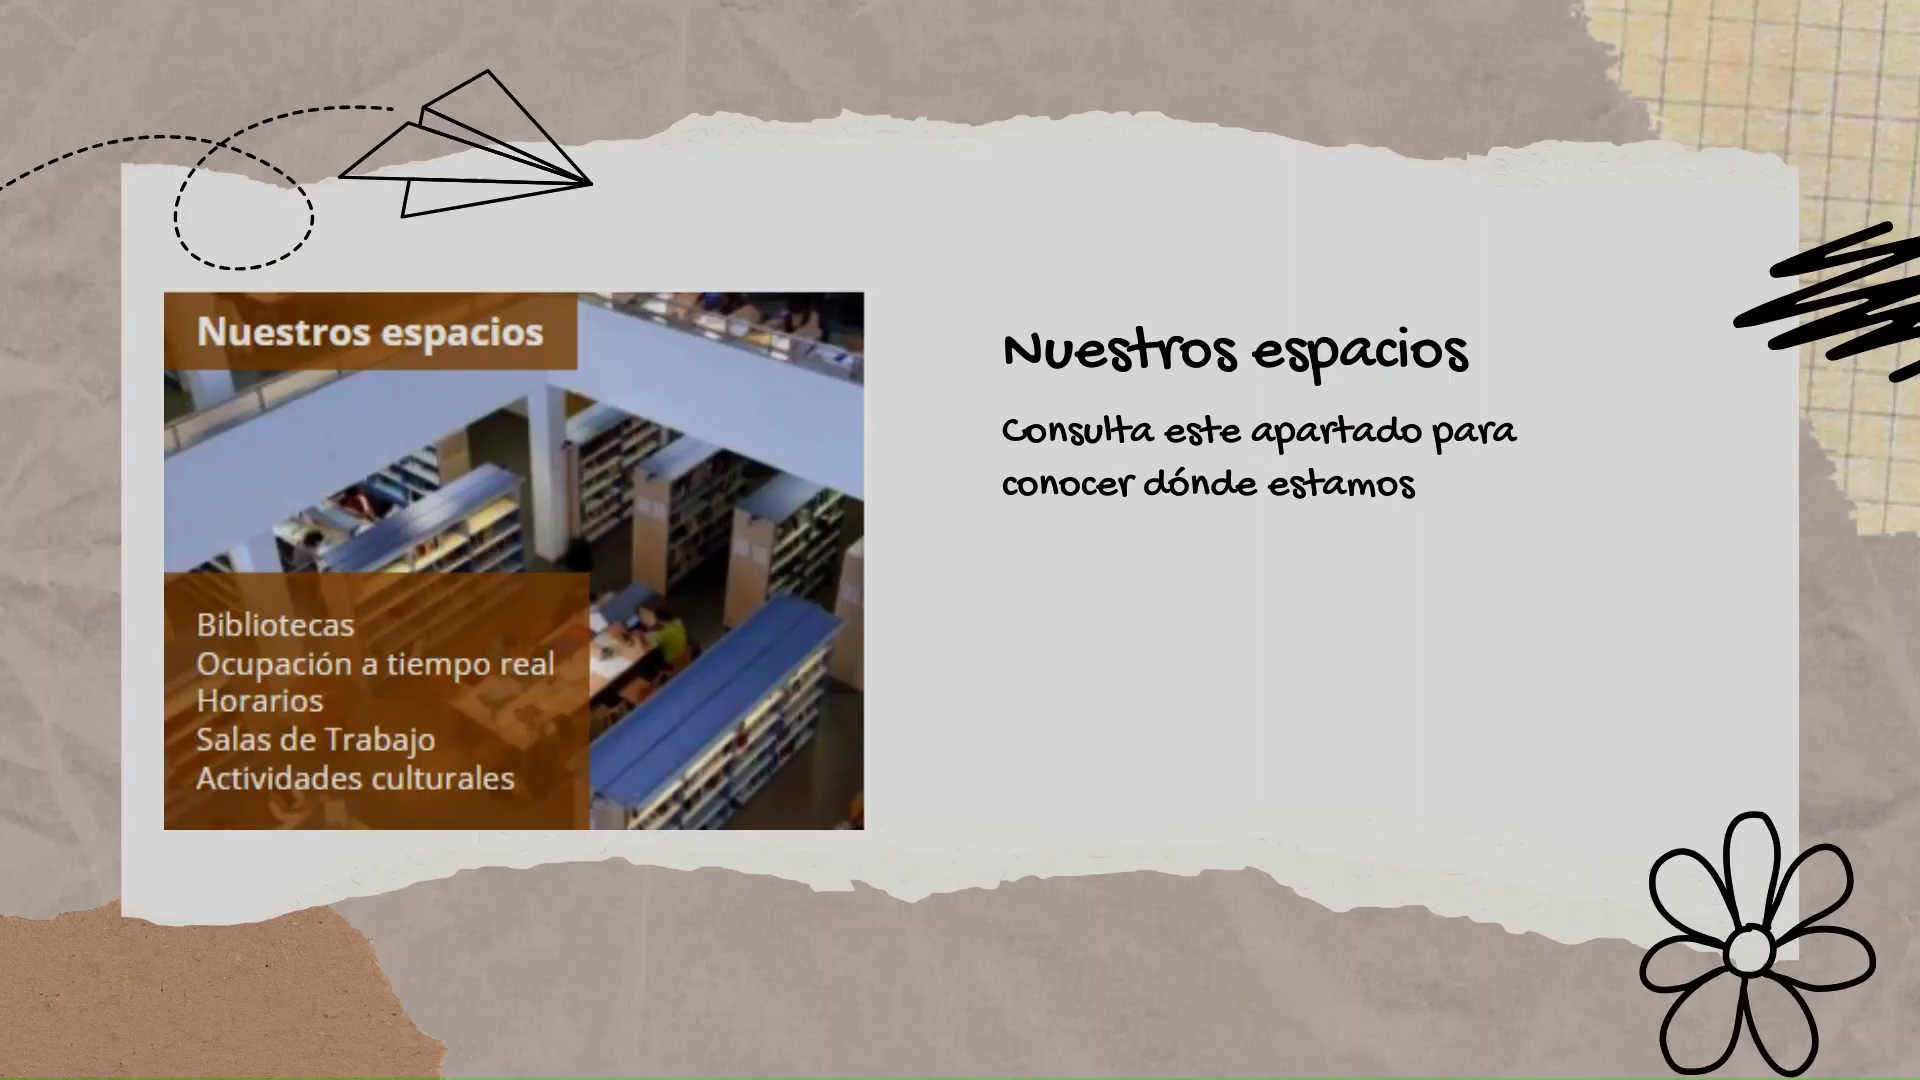 Nuestros espacios
Bibliotecas
Ocupación a tiempo real
Horarios
Salas de Trabajo
Actividades culturales
Nuestros espacios
Consulta este apartado para
conocer dónde estamos